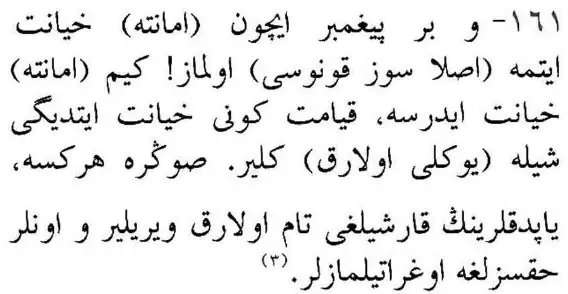 ١٦١- و بر پيغمبر ايچون (امانته) خيانت
ايتمه (اصلا سوز قونوسى) اولماز! كيم (امانته)
خيانت ايدرسه، قيامت كونى خيانت ايتديگى
شيله (يوكلى اولارق) كلير. صوڭره هركسه،
ياپدقلرينڭ قارشيلغى تام اولارق ويريلير و اونلر
حقسزلغه اوغراتيلمازلر.(٣)